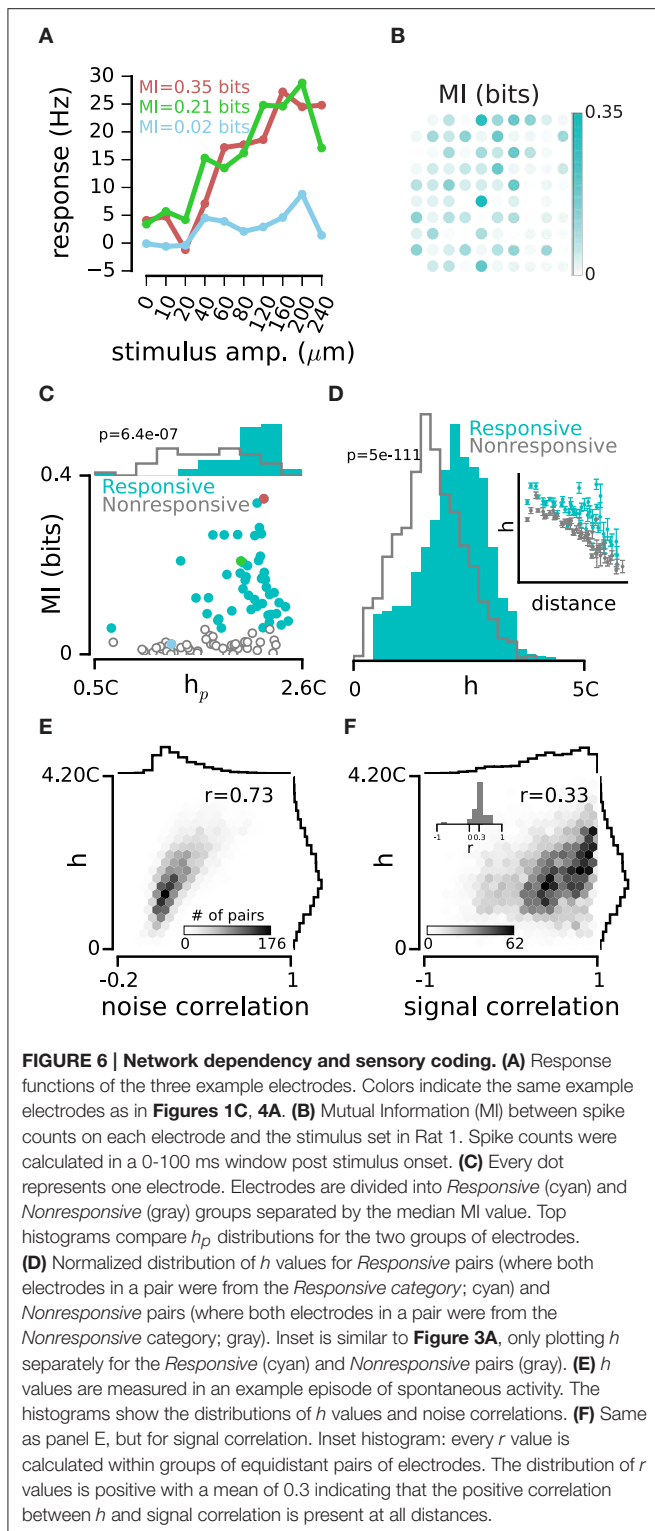 A
30
25
20
15
10
5
0
−5
response (Hz)
MI=0.35 bits
MI=0.21 bits
MI=0.02 bits
0 10 20 40 60 80 120 160 200 240
stimulus amp. (μm)
B
MI (bits)
0.35
0
C
p=6.4e-07
0.4
Responsive
Nonresponsive
MI (bits)
0
0.5C
h_p
2.6C
D
Responsive
Nonresponsive
p=5e-111
h
distance
0
h
5C
E
4.20C
r=0.73
h
# of pairs
0 176
0
-0.2 1
noise correlation
F
4.20C
r=0.33
-1 0 0.3 1
r
h
0 62
0
-1 1
signal correlation
FIGURE 6 | Network dependency and sensory coding. (A) Response
functions of the three example electrodes. Colors indicate the same example
electrodes as in Figures 1C, 4A. (B) Mutual Information (MI) between spike
counts on each electrode and the stimulus set in Rat 1. Spike counts were
calculated in a 0-100 ms window post stimulus onset. (C) Every dot
represents one electrode. Electrodes are divided into Responsive (cyan) and
Nonresponsive (gray) groups separated by the median MI value. Top
histograms compare h_p distributions for the two groups of electrodes.
(D) Normalized distribution of h values for Responsive pairs (where both
electrodes in a pair were from the Responsive category; cyan) and
Nonresponsive pairs (where both electrodes in a pair were from the
Nonresponsive category; gray). Inset is similar to Figure 3A, only plotting h
separately for the Responsive (cyan) and Nonresponsive pairs (gray). (E) h
values are measured in an example episode of spontaneous activity. The
histograms show the distributions of h values and noise correlations. (F) Same
as panel E, but for signal correlation. Inset histogram: every r value is
calculated within groups of equidistant pairs of electrodes. The distribution of r
values is positive with a mean of 0.3 indicating that the positive correlation
between h and signal correlation is present at all distances.